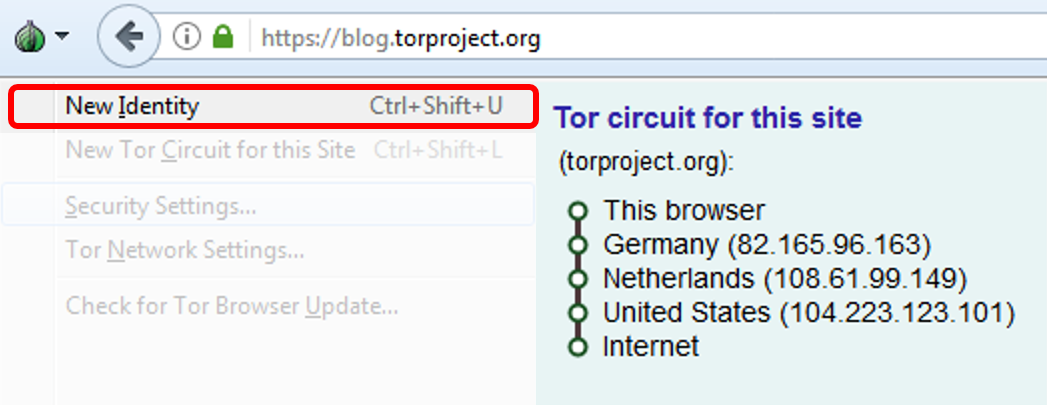 https://blog.torproject.org
New Identity Ctrl+Shift+U
New Tor Circuit for this Site Ctrl+Shift+L
Security Settings...
Tor Network Settings...
Check for Tor Browser Update...
Tor circuit for this site
(torproject.org):
This browser
Germany (82.165.96.163)
Netherlands (108.61.99.149)
United States (104.223.123.101)
Internet